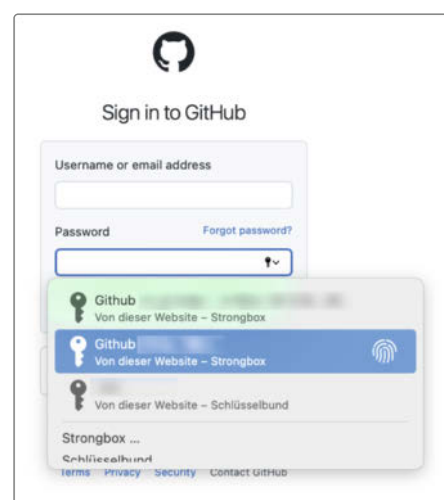 Sign in to GitHub
Username or email address
Password Forgot password?
Github
Von dieser Website – Strongbox
Github
Von dieser Website – Strongbox
Von dieser Website – Schlüsselbund
Strongbox ...
Schlüsselbund
Terms Privacy Security Contact GitHub